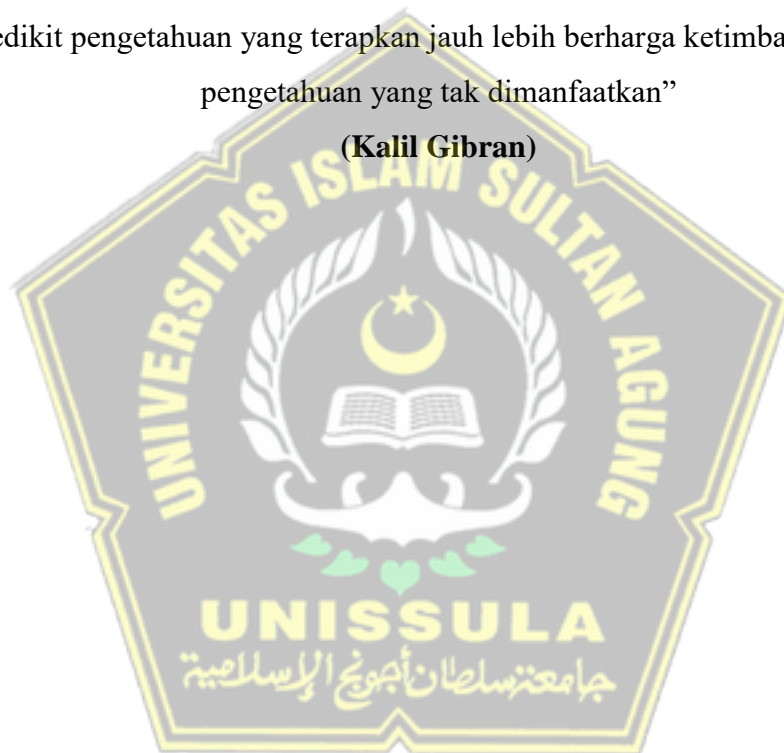 edikit pengetahuan yang terapkan jauh lebih berharga ketimba
pengetahuan yang tak dimanfaatkan”
(Kalil Gibran)
UNIVERSITAS ISLAM SULTAN AGUNG
UNISSULA
جامعة سلطان أجونج الإسلامية